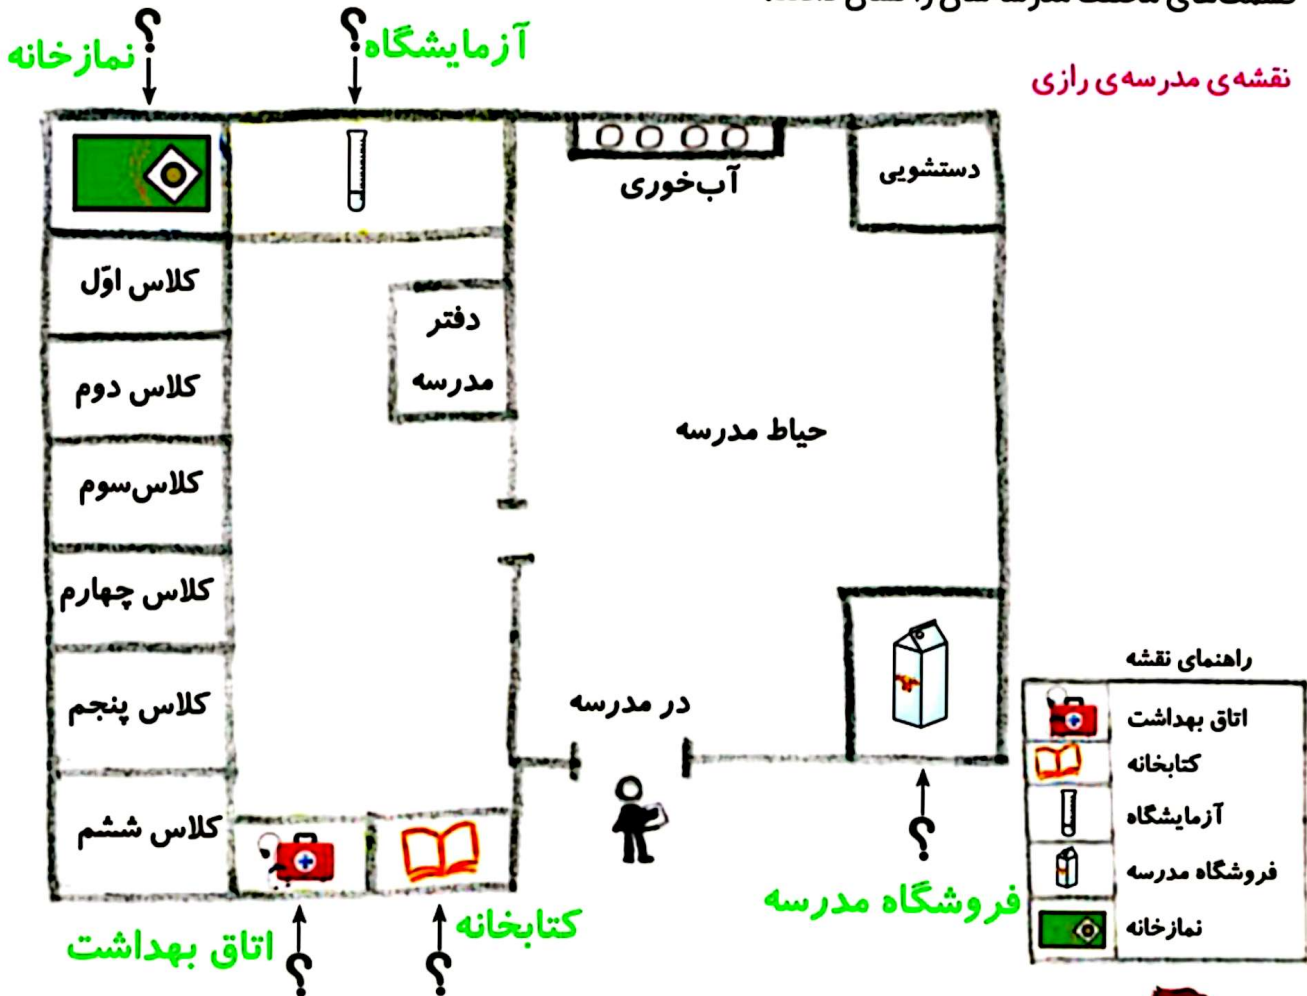 نقشه‌ی مدرسه‌ی رازی
آزمایشگاه ؟
نمازخانه ؟
دستشویی
آب‌خوری
کلاس اوّل
دفتر
مدرسه
کلاس دوم
حیاط مدرسه
کلاس‌سوم
کلاس چهارم
کلاس پنجم
در مدرسه
کلاس ششم
؟
فروشگاه مدرسه
کتابخانه
؟
اتاق بهداشت
؟
راهنمای نقشه
اتاق بهداشت
کتابخانه
آزمایشگاه
فروشگاه مدرسه
نمازخانه